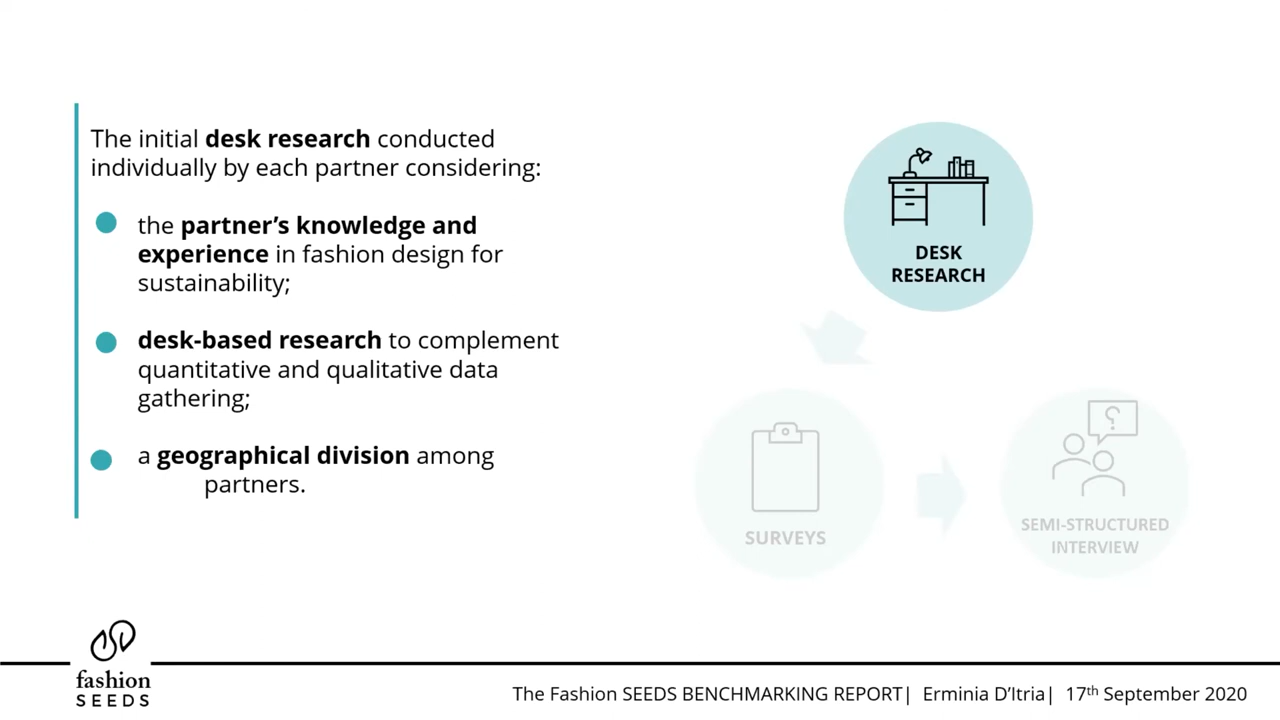 The initial desk research conducted
individually by each partner considering:
the partner’s knowledge and
experience in fashion design for
sustainability;
desk-based research to complement
quantitative and qualitative data
gathering;
a geographical division among
partners.
DESK
RESEARCH
?
SURVEYS
SEMI-STRUCTURED
INTERVIEW
fashion
SEEDS
The Fashion SEEDS BENCHMARKING REPORT| Erminia D’Itria| 17th September 2020